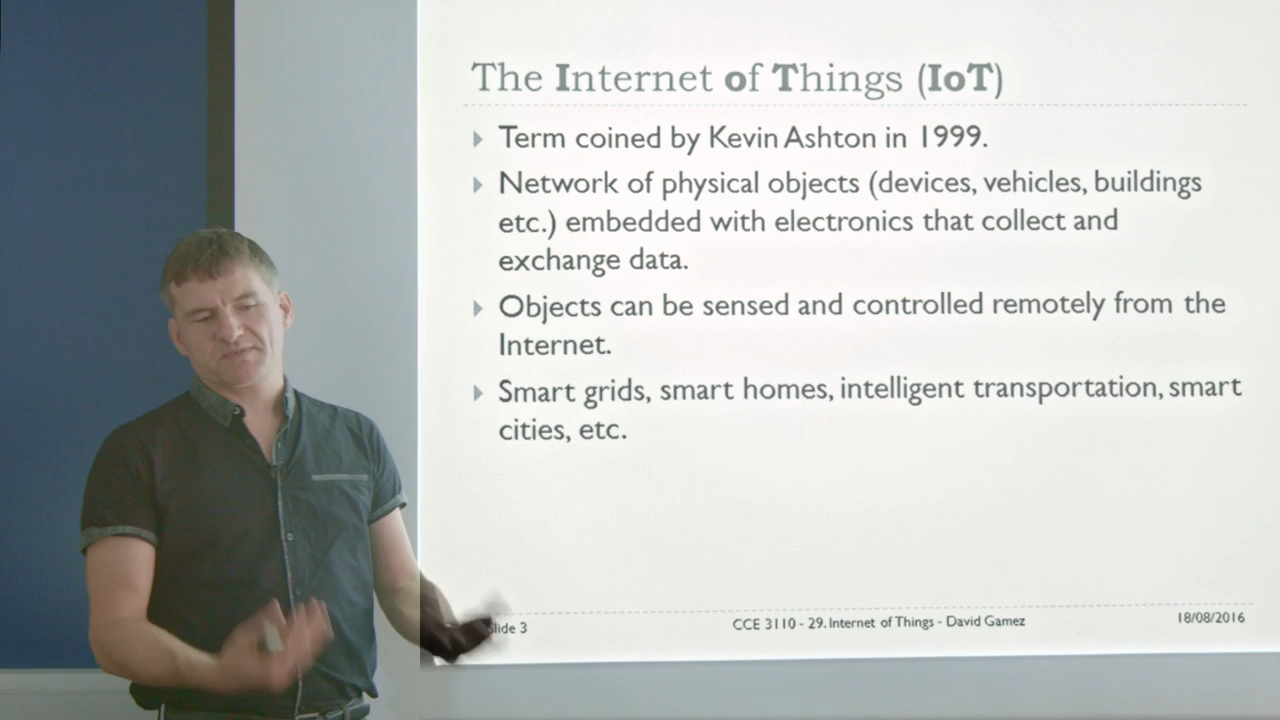 The Internet of Things (IoT)
Term coined by Kevin Ashton in 1999.
Network of physical objects (devices, vehicles, buildings
etc.) embedded with electronics that collect and
exchange data.
Objects can be sensed and controlled remotely from the
Internet.
Smart grids, smart homes, intelligent transportation, smart
cities, etc.
Slide 3
CCE 3110 - 29. Internet of Things - David Gamez
18/08/2016